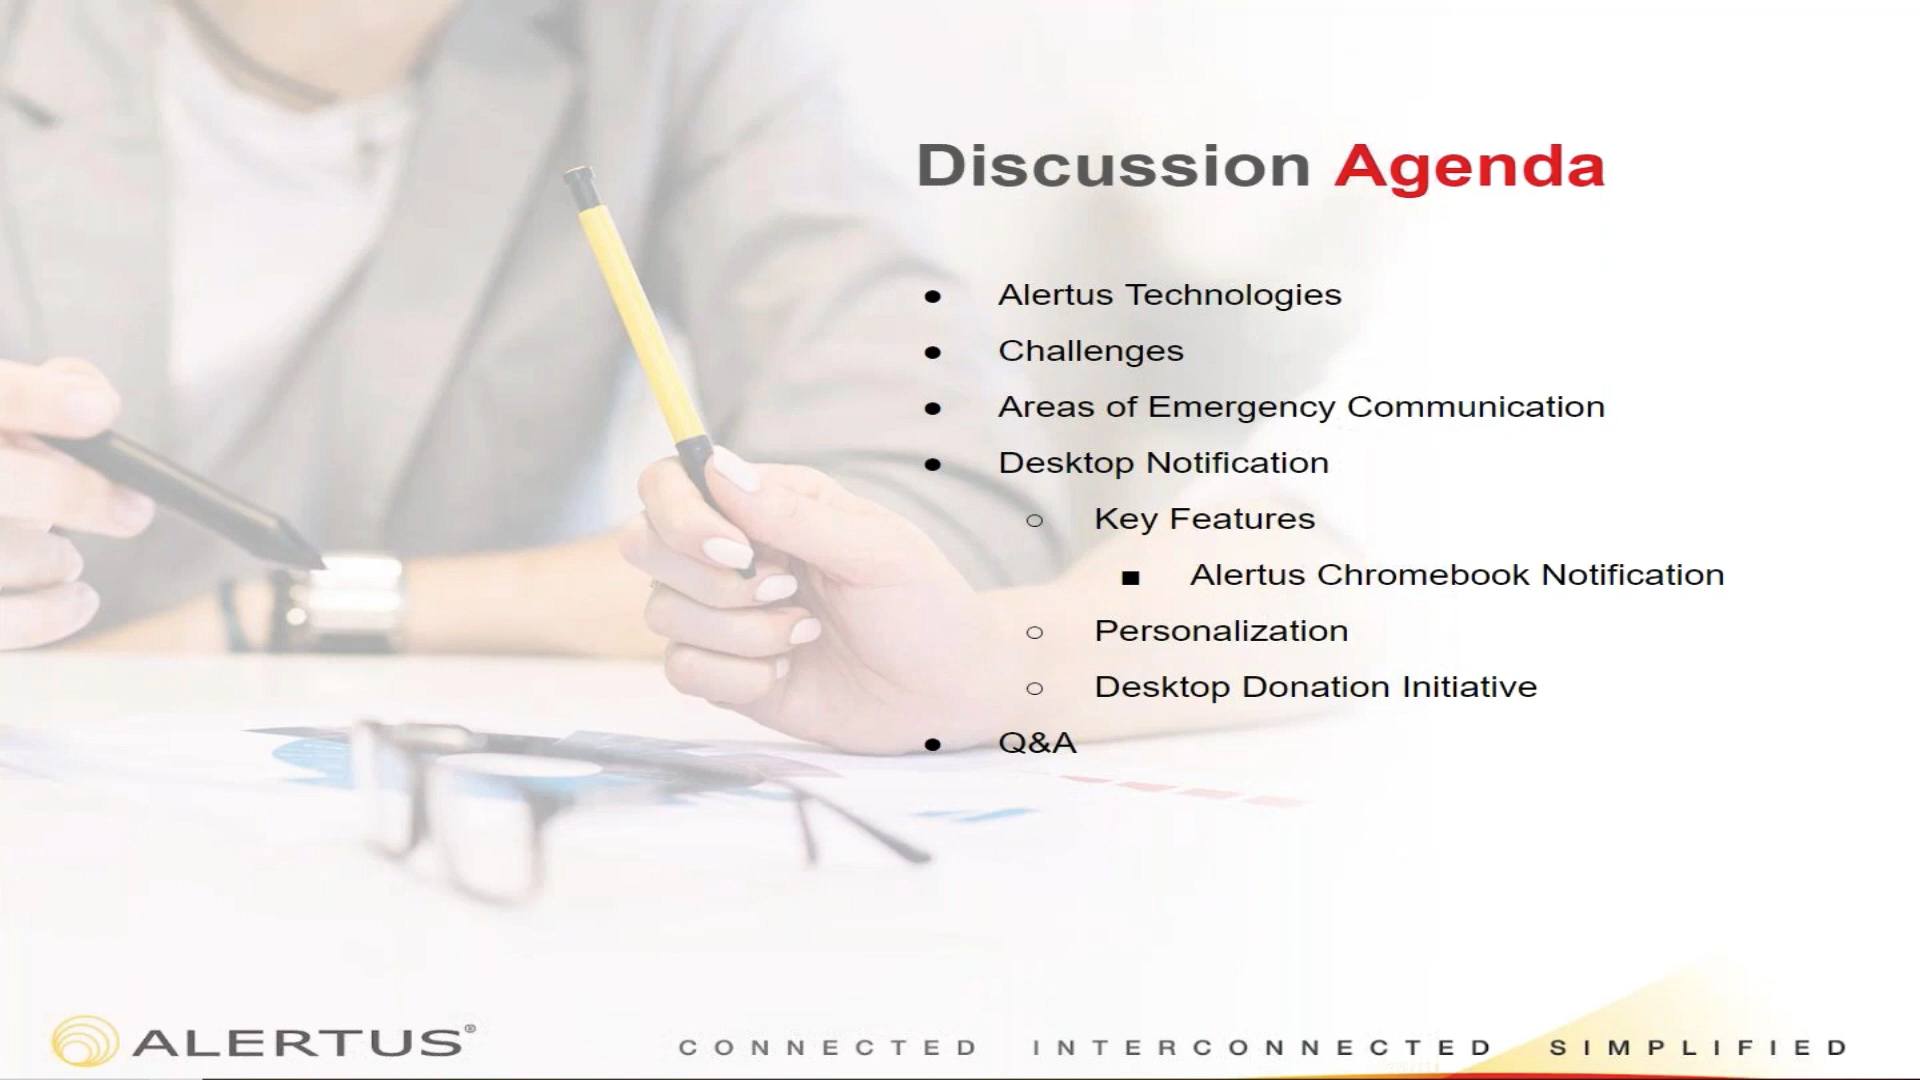 Discussion Agenda
● Alertus Technologies
● Challenges
● Areas of Emergency Communication
● Desktop Notification
○ Key Features
■ Alertus Chromebook Notification
○ Personalization
○ Desktop Donation Initiative
● Q&A
ALERTUS®
CONNECTED INTERCONNECTED SIMPLIFIED